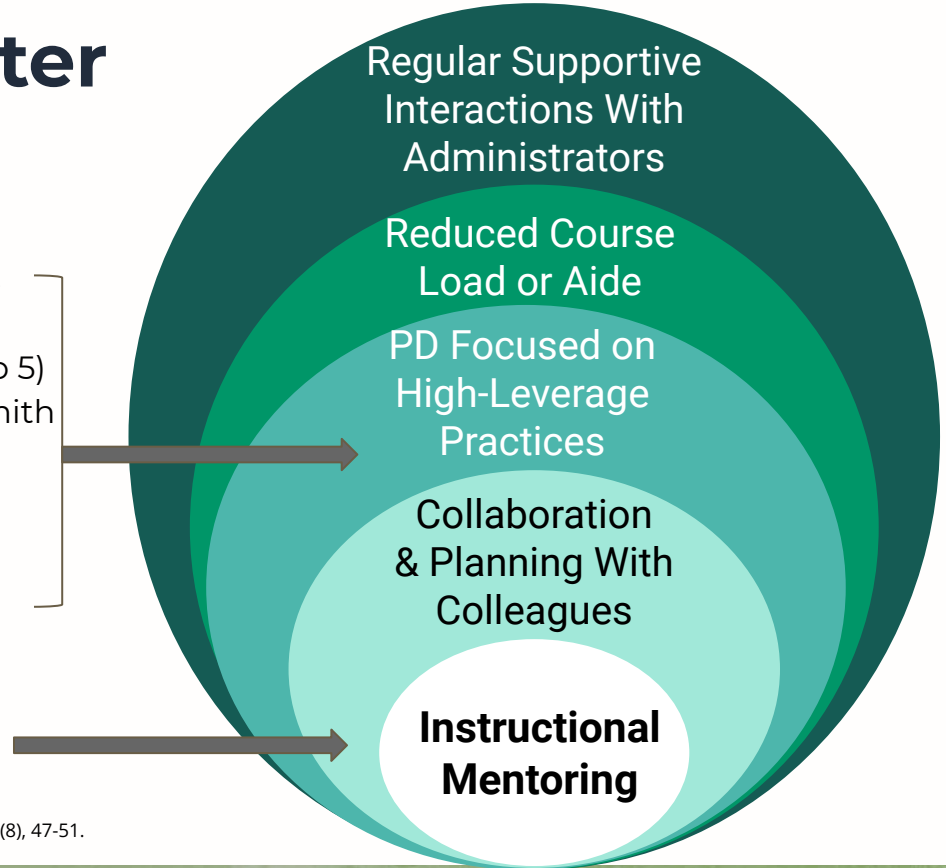 ter
Regular Supportive
Interactions With
Administrators
Reduced Course
Load or Aide
5)
PD Focused on
High-Leverage
Practices
Collaboration
& Planning With
Colleagues
Instructional
Mentoring
(8), 47-51.